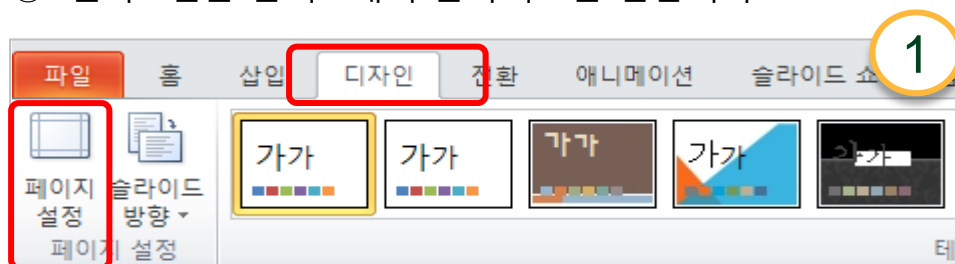 파일 홈 삽입 디자인 전환 애니메이션 슬라이드
1
가가 가가 가가 가가
페이지 설정
슬라이드 방향
페이지 설정